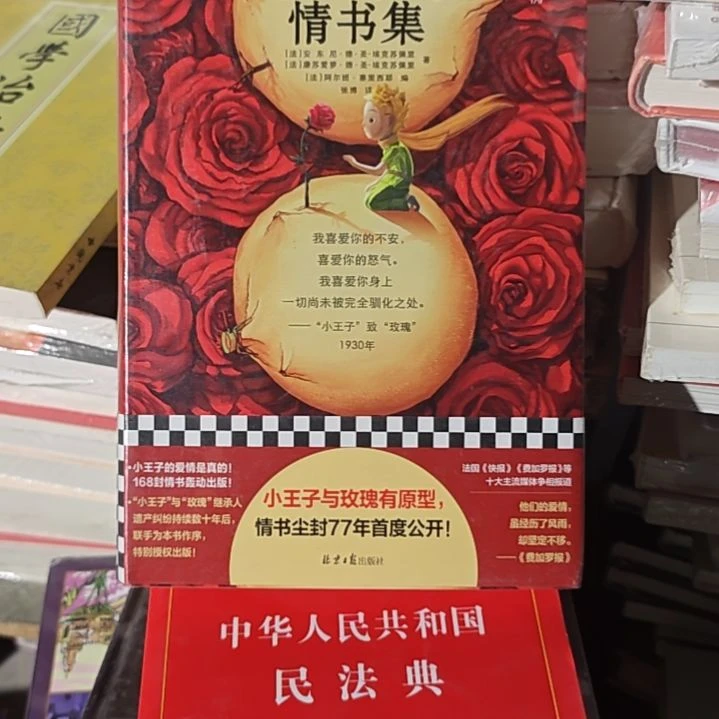 情书集
[法]安东尼·德·圣-埃克苏佩里
[法]康苏爱萝·德·圣-埃克苏佩里 著
[法]阿尔班·塞里西耶 编
张博 译
我喜爱你的不安，
喜爱你的怒气。
我喜爱你身上
一切尚未被完全驯化之处。
——“小王子”致“玫瑰”
1930年
·小王子的爱情是真的！
168封情书轰动出版！
·“小王子”与“玫瑰”继承人
遗产纠纷持续数十年后，
联手为本书作序，
特别授权出版！
小王子与玫瑰有原型，
情书尘封77年首度公开！
北京日报出版社
法国《快报》《费加罗报》等
十大主流媒体争相报道
他们的爱情，
虽经历了风雨，
却坚定不移。
——《费加罗报》
中华人民共和国
民法典
國學治